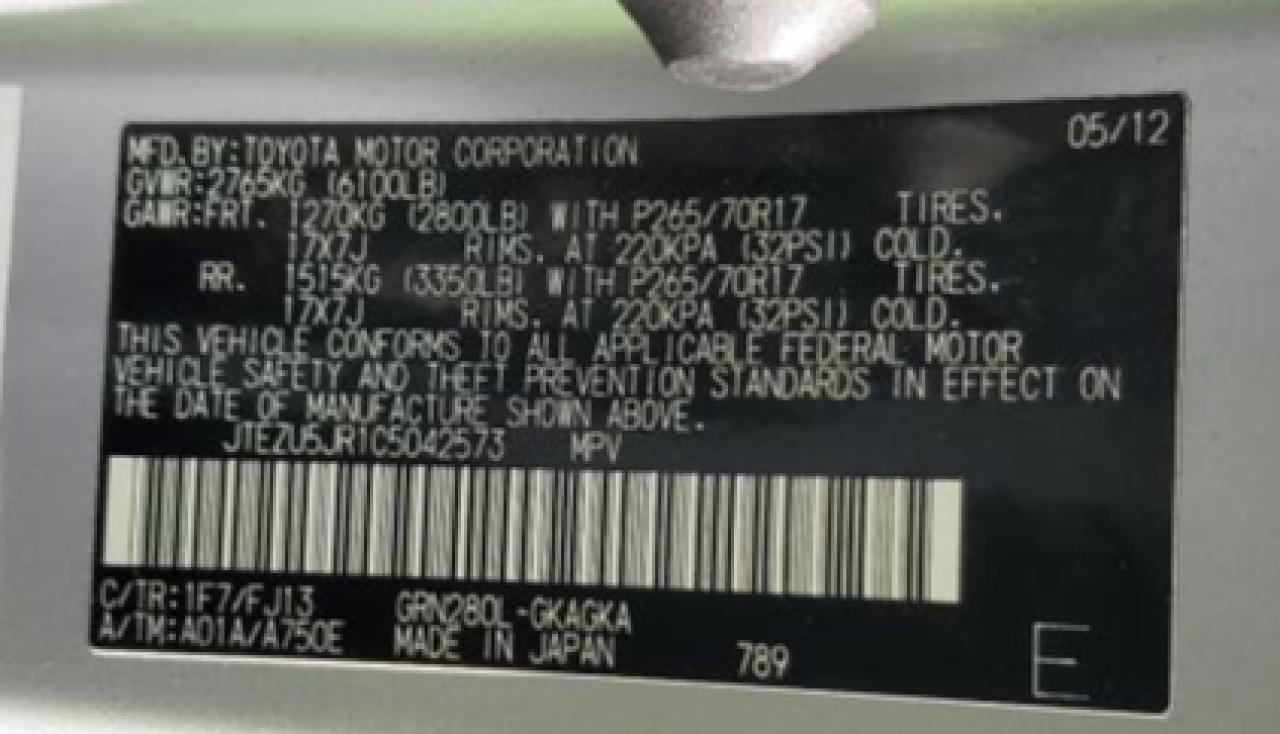 05/12
MFD.BY:TOYOTA MOTOR CORPORATION
GVWR:2765KG (6100LB)
GAWR:FRT. 1270KG (2800LB) WITH P265/70R17 TIRES.
17X7J RIMS. AT 220KPA (32PSI) COLD.
RR. 1515KG (3350LB) WITH P265/70R17 TIRES.
17X7J RIMS. AT 220KPA (32PSI) COLD.
THIS VEHICLE CONFORMS TO ALL APPLICABLE FEDERAL MOTOR
VEHICLE SAFETY AND THEFT PREVENTION STANDARDS IN EFFECT ON
THE DATE OF MANUFACTURE SHOWN ABOVE.
JTEZU5JR1C5042573 MPV
C/TR:1F7/FJ13 GRN280L-GKAGKA
A/TM:A01A/A750E MADE IN JAPAN 789
E